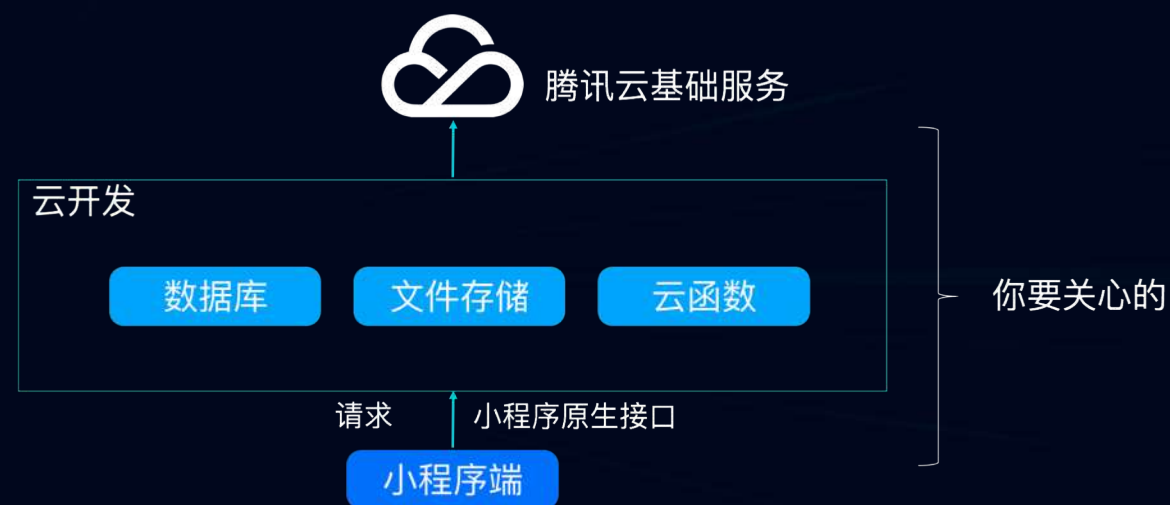 腾讯云基础服务
云开发
数据库
文件存储
云函数
你要关心的
请求
小程序原生接口
小程序端